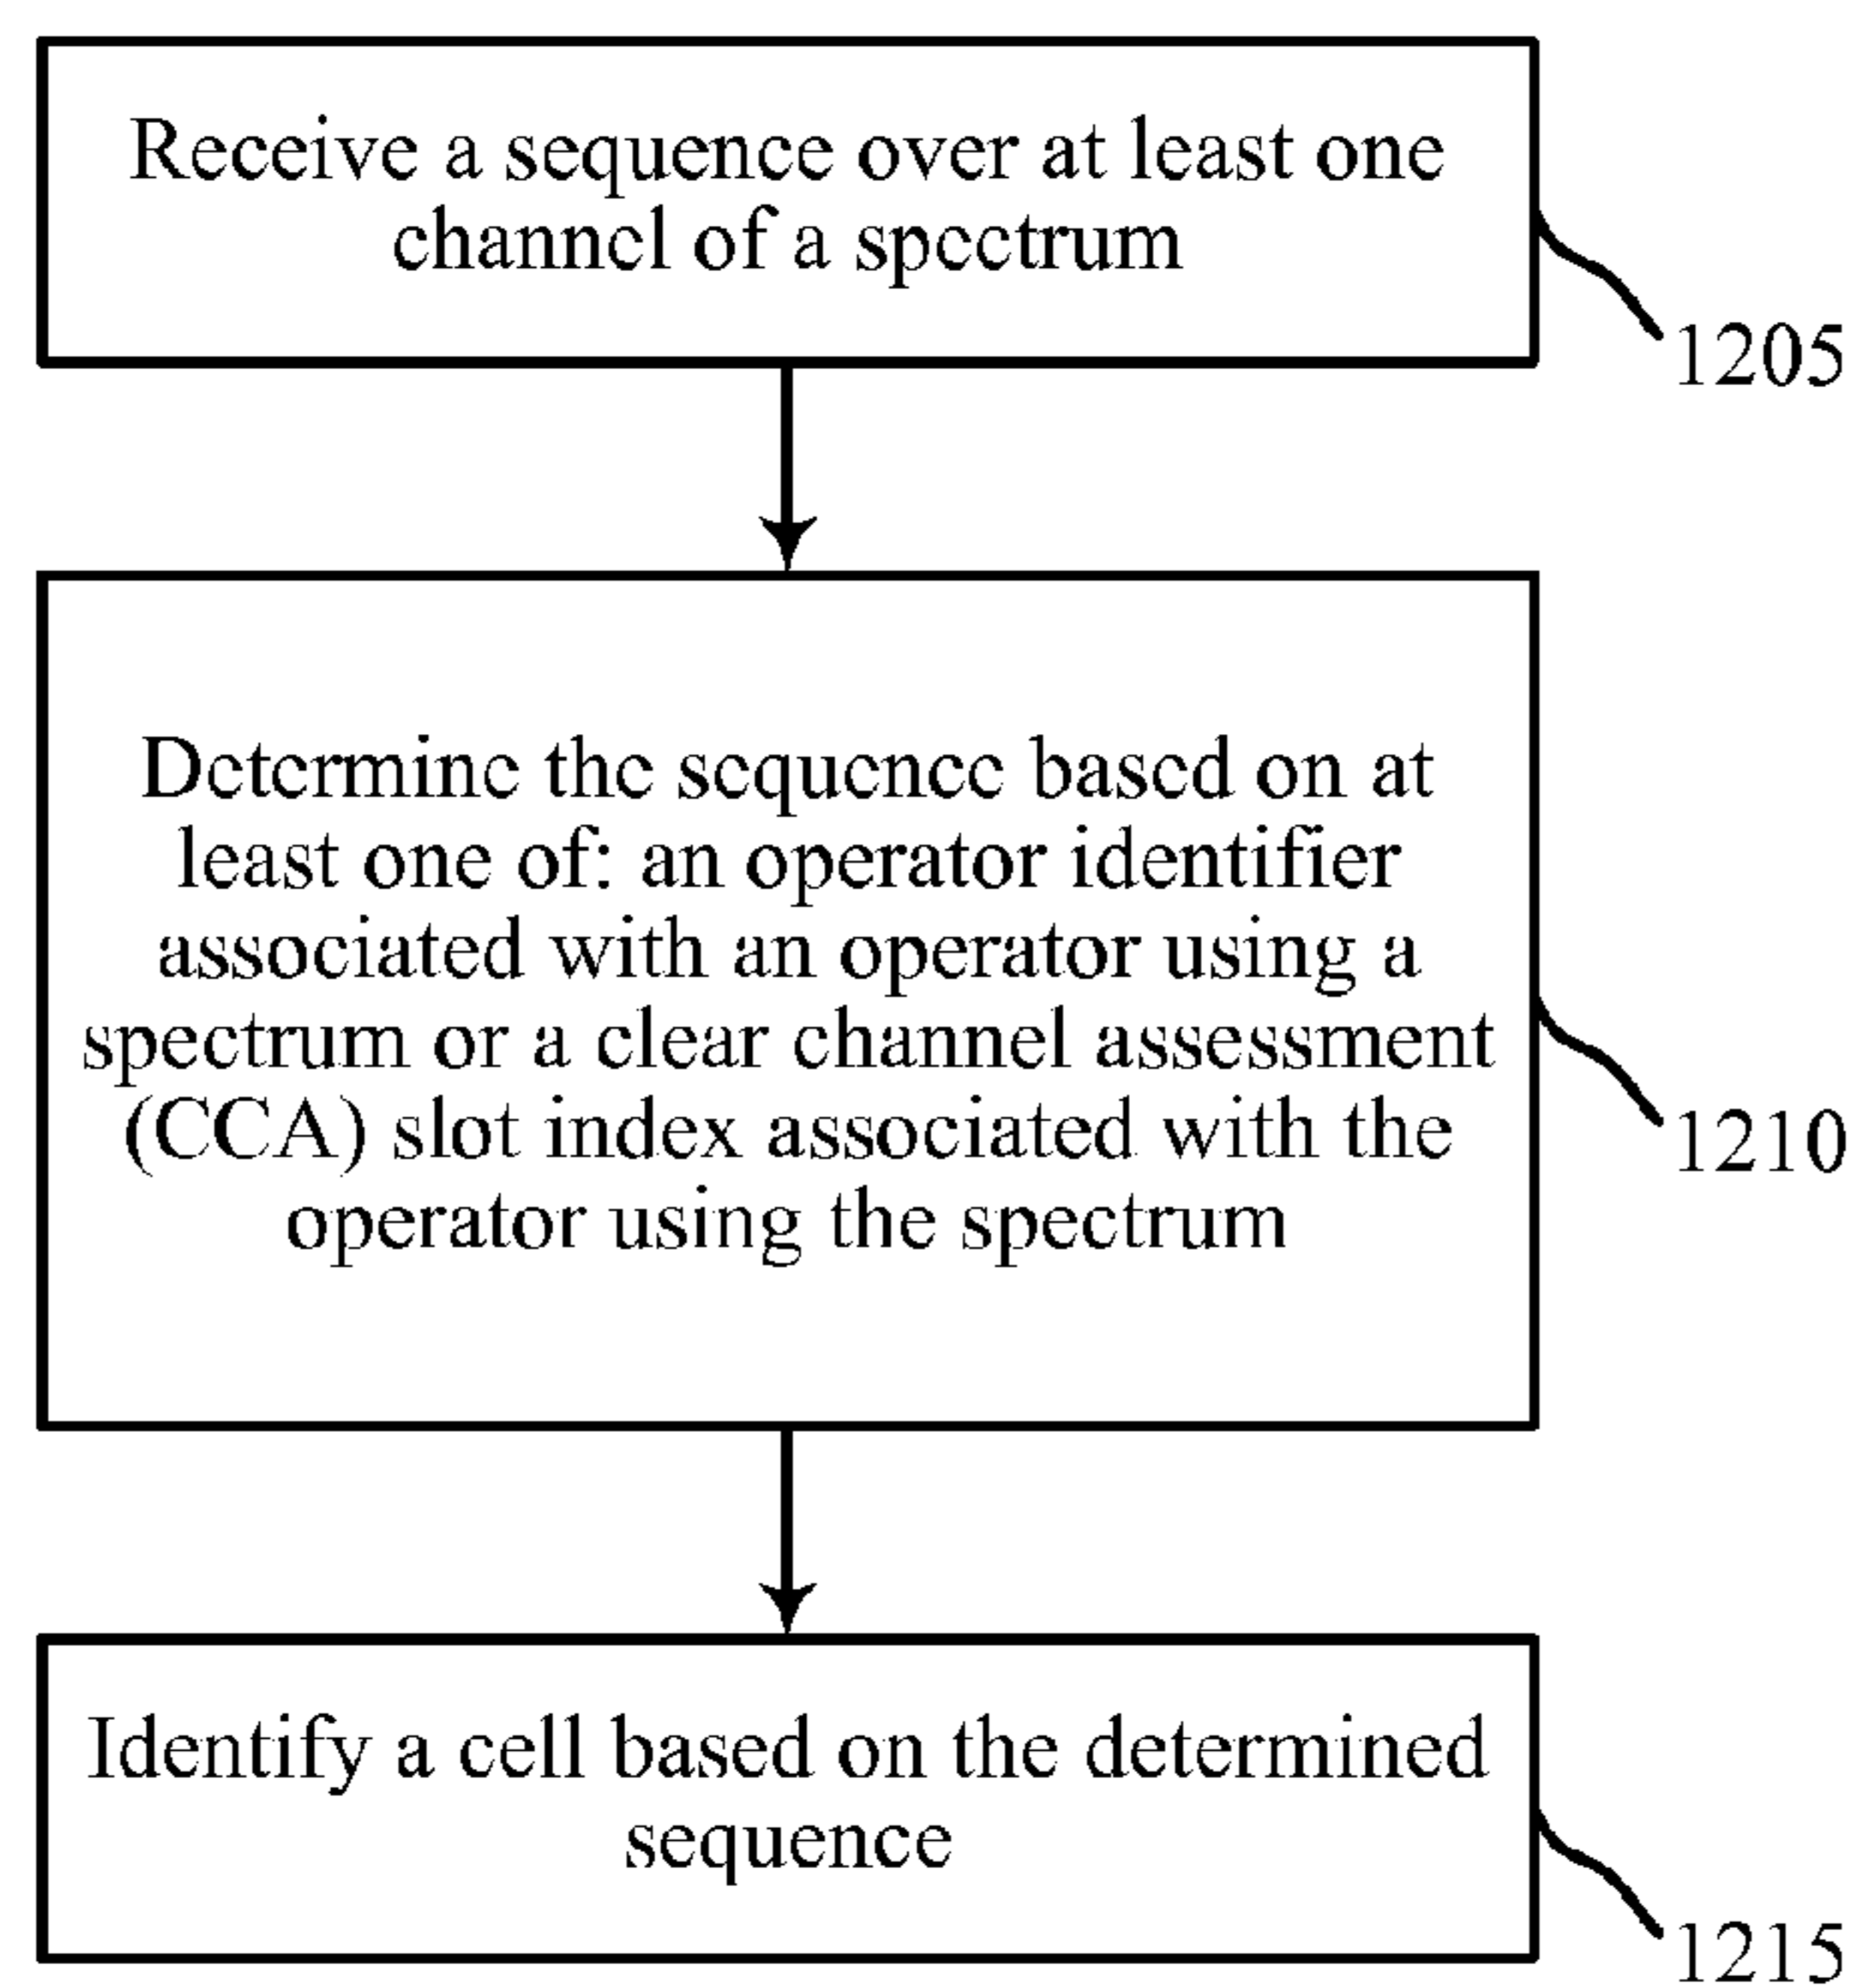 Receive a sequence over at least one
channel of a spectrum
1205
Determine the sequence based on at
least one of: an operator identifier
associated with an operator using a
spectrum or a clear channel assessment
(CCA) slot index associated with the
operator using the spectrum
1210
Identify a cell based on the determined
sequence
1215